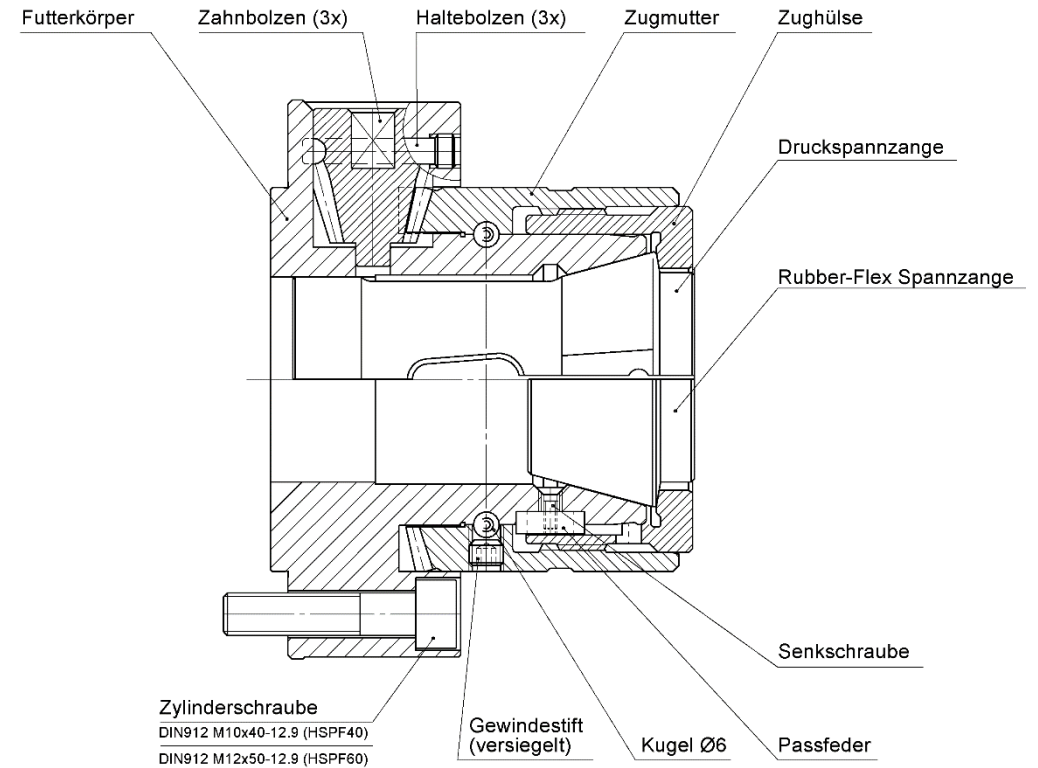 Futterkörper
Zahnbolzen (3x)
Haltebolzen (3x)
Zugmutter
Zughülse
Druckspannzange
Rubber-Flex Spannzange
Senkschraube
Zylinderschraube
DIN912 M10x40-12.9 (HSPF40)
DIN912 M12x50-12.9 (HSPF60)
Gewindestift
(versiegelt)
Kugel Ø6
Passfeder